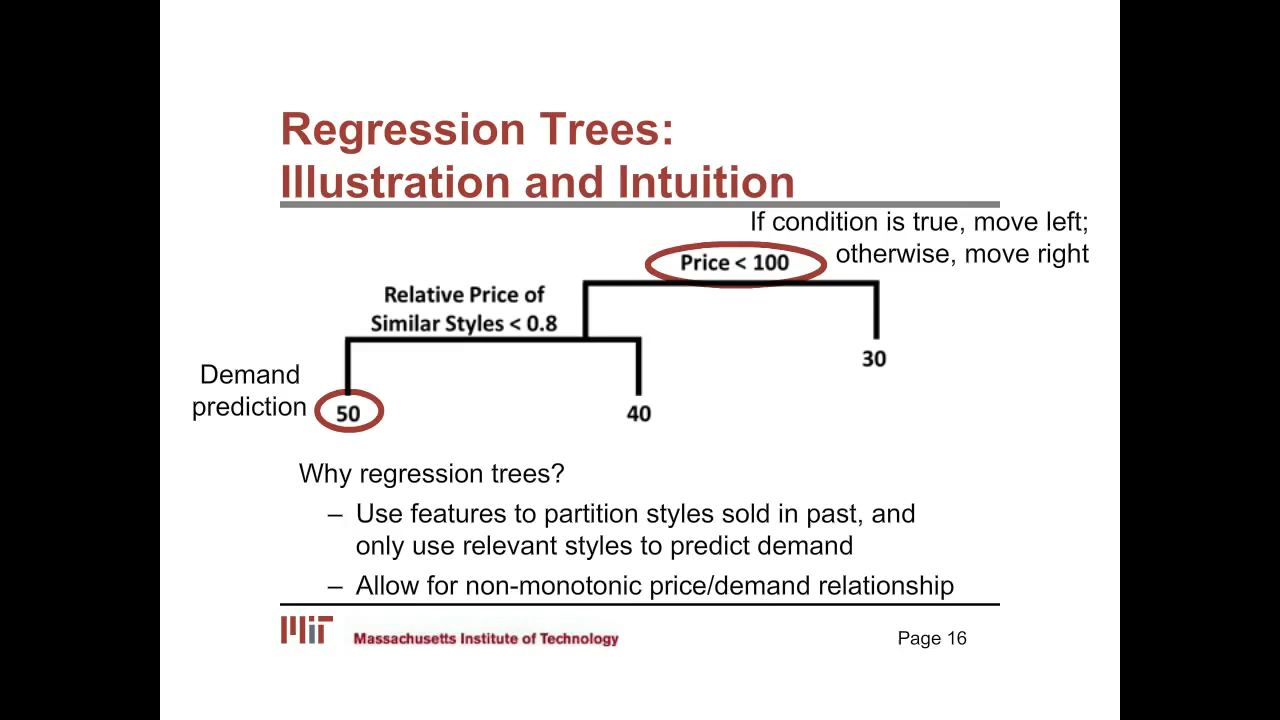 Regression Trees:
Illustration and Intuition
If condition is true, move left;
otherwise, move right
Price < 100
Relative Price of
Similar Styles < 0.8
30
Demand
prediction
50
40
Why regression trees?
– Use features to partition styles sold in past, and
only use relevant styles to predict demand
– Allow for non-monotonic price/demand relationship
MIT
Massachusetts Institute of Technology
Page 16